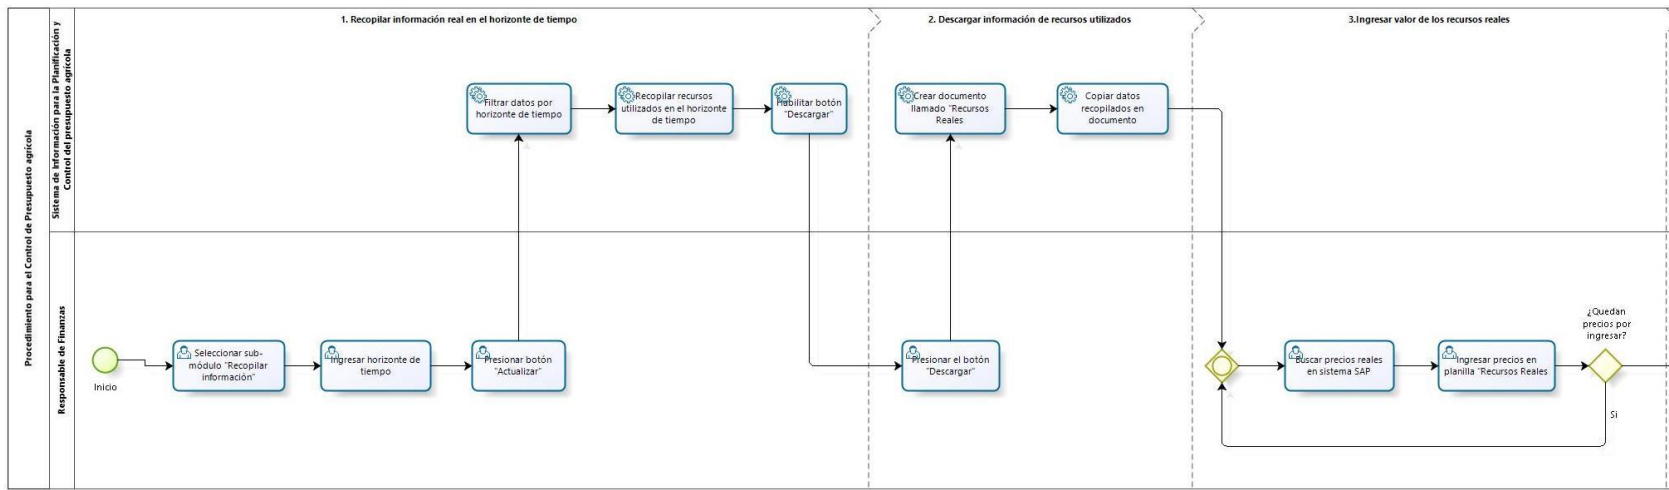 Procedimiento para el Control de Presupuesto agrícola
Sistema de Información para la Planificación y
Control del presupuesto agrícola
Responsable de Finanzas
1. Recopilar información real en el horizonte de tiempo
2. Descargar información de recursos utilizados
3.Ingresar valor de los recursos reales
Filtrar datos por
horizonte de tiempo
Recopilar recursos
utilizados en el horizonte
de tiempo
Habilitar botón
"Descargar"
Crear documento
llamado "Recursos
Reales
Copiar datos
recopilados en
documento
Inicio
Seleccionar sub-
módulo "Recopilar
información"
Ingresar horizonte de
tiempo
Presionar botón
"Actualizar"
Presionar el botón
"Descargar"
Buscar precios reales
en sistema SAP
Ingresar precios en
planilla "Recursos Reales
¿Quedan
precios por
ingresar?
Si